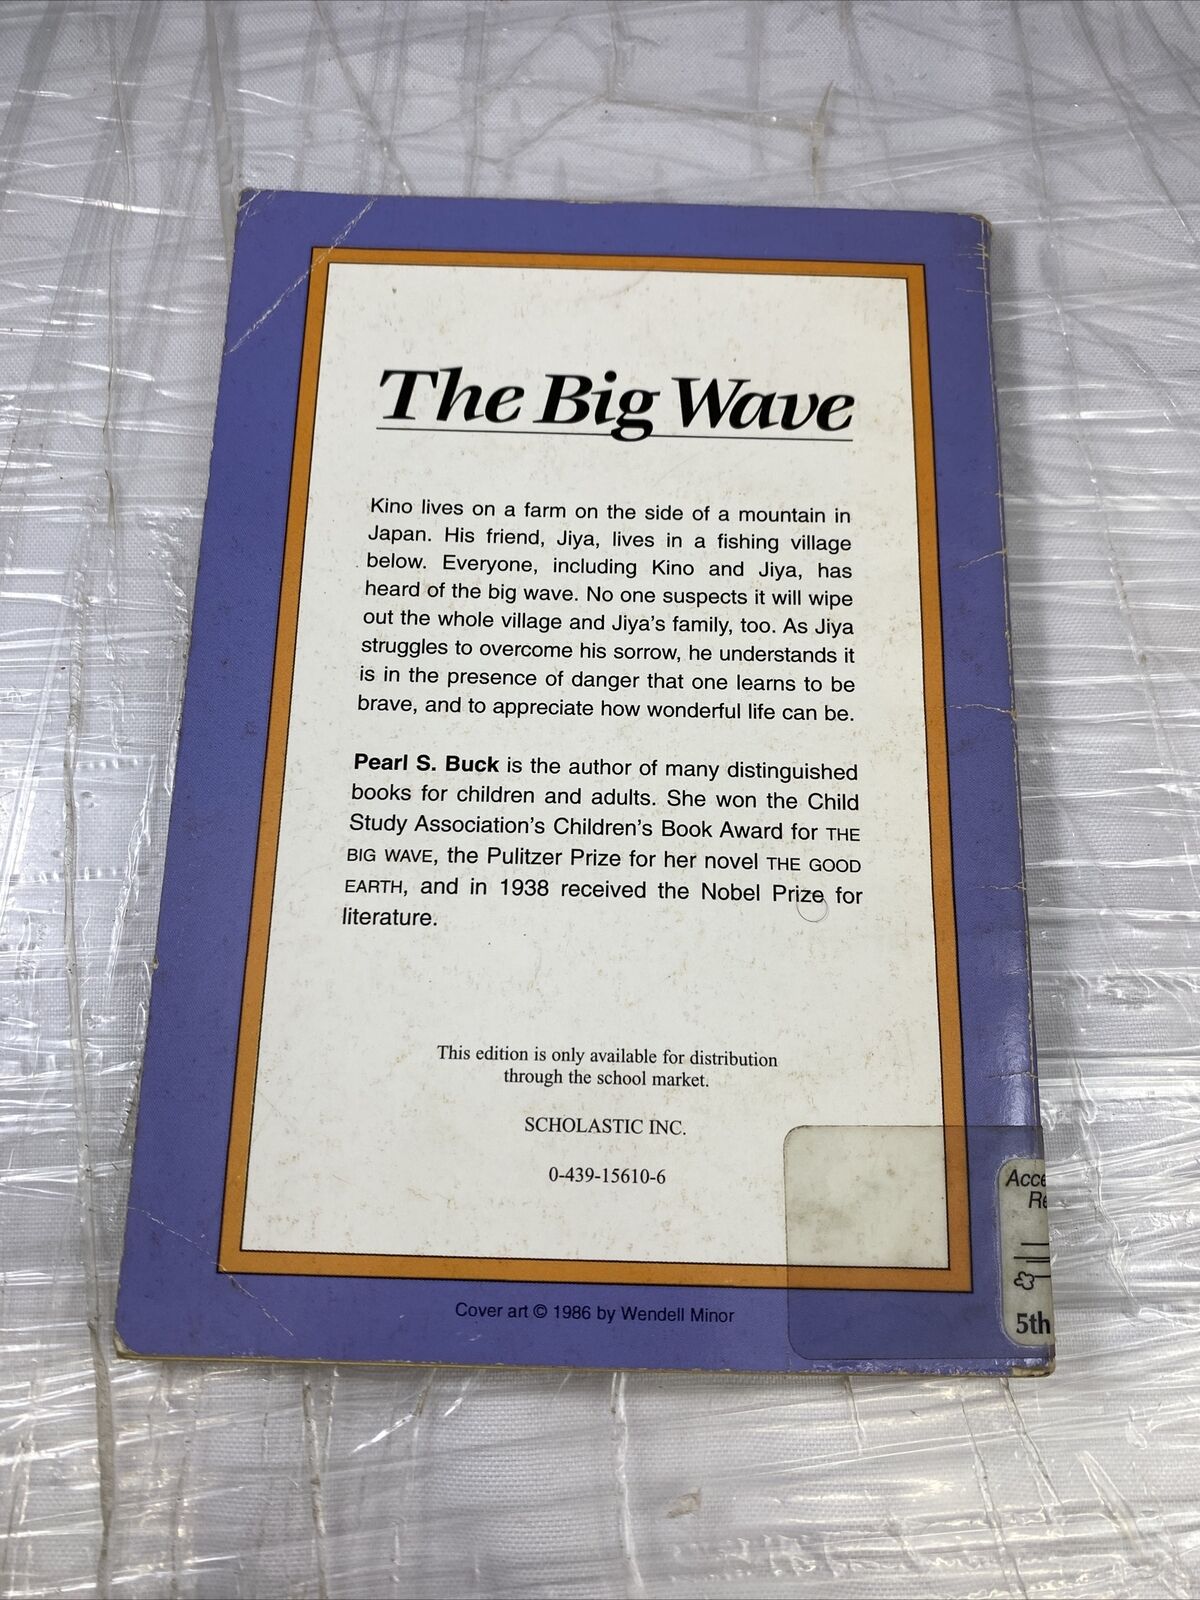 The Big Wave
Kino lives on a farm on the side of a mountain in
Japan. His friend, Jiya, lives in a fishing village
below. Everyone, including Kino and Jiya, has
heard of the big wave. No one suspects it will wipe
out the whole village and Jiya's family, too. As Jiya
struggles to overcome his sorrow, he understands it
is in the presence of danger that one learns to be
brave, and to appreciate how wonderful life can be.
Pearl S. Buck is the author of many distinguished
books for children and adults. She won the Child
Study Association's Children's Book Award for THE
BIG WAVE, the Pulitzer Prize for her novel THE GOOD
EARTH, and in 1938 received the Nobel Prize for
literature.
This edition is only available for distribution
through the school market.
SCHOLASTIC INC.
0-439-15610-6
Cover art © 1986 by Wendell Minor
Acce
Re
5th